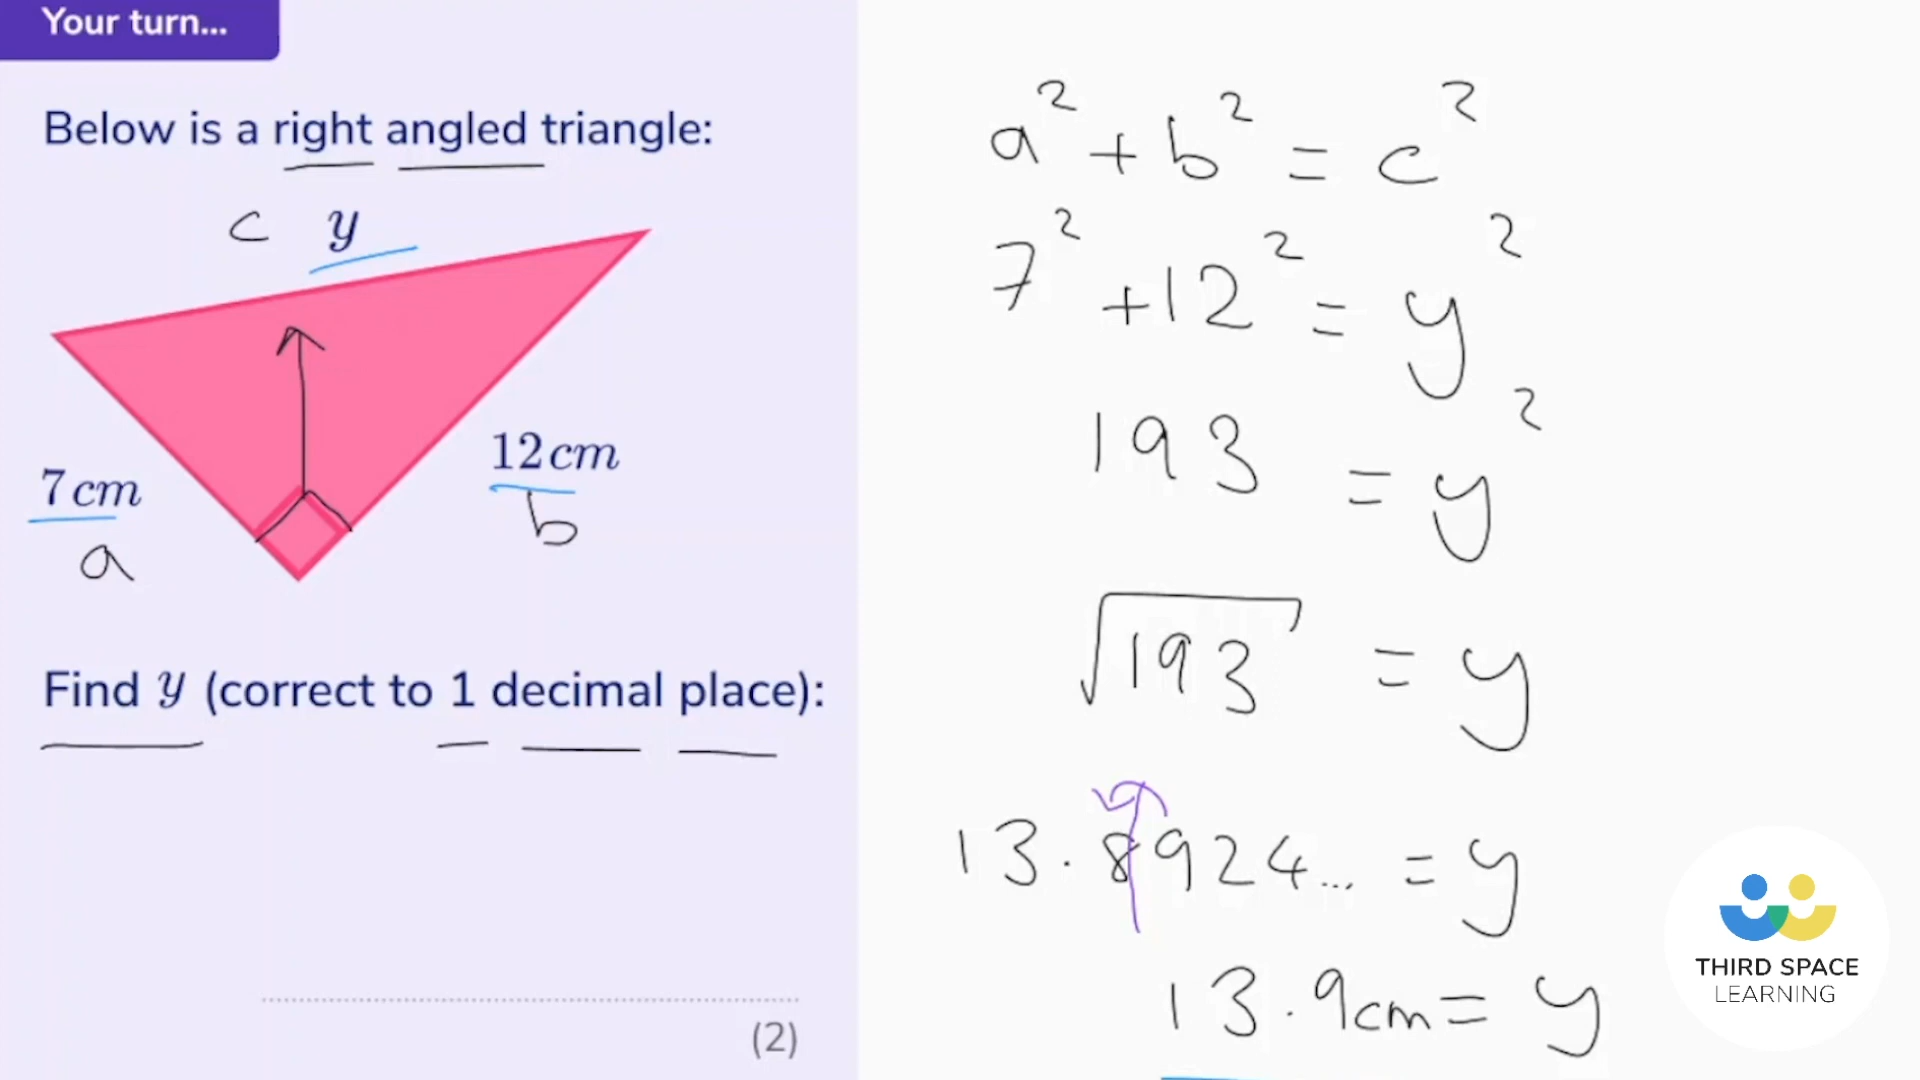 Your turn...
Below is a right angled triangle:
c y
7cm
a
12cm
b
Find y (correct to 1 decimal place):
(2)
a² + b² = c²
7² + 12² = y²
193 = y²
√193 = y
13.8924... = y
13.9cm = y
THIRD SPACE
LEARNING